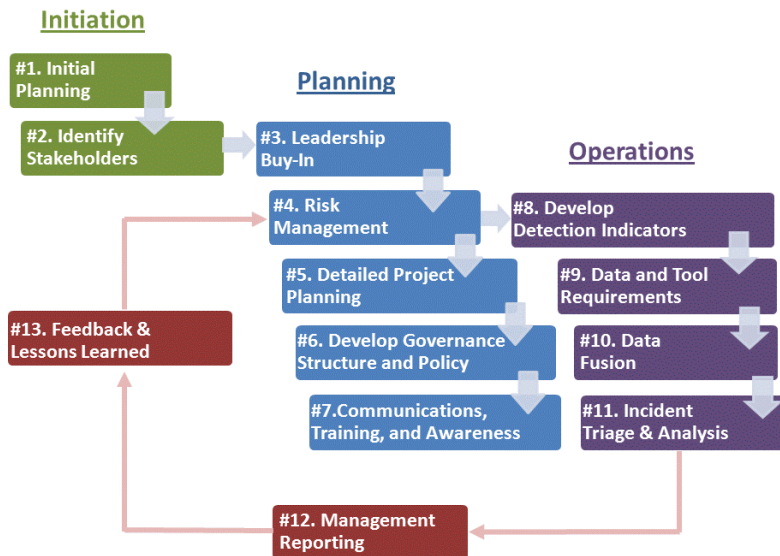 Initiation
#1. Initial
Planning
#2. Identify
Stakeholders
Planning
#3. Leadership
Buy-In
#4. Risk
Management
#5. Detailed Project
Planning
#6. Develop Governance
Structure and Policy
#7.Communications,
Training, and Awareness
Operations
#8. Develop
Detection Indicators
#9. Data and Tool
Requirements
#10. Data
Fusion
#11. Incident
Triage & Analysis
#12. Management
Reporting
#13. Feedback &
Lessons Learned